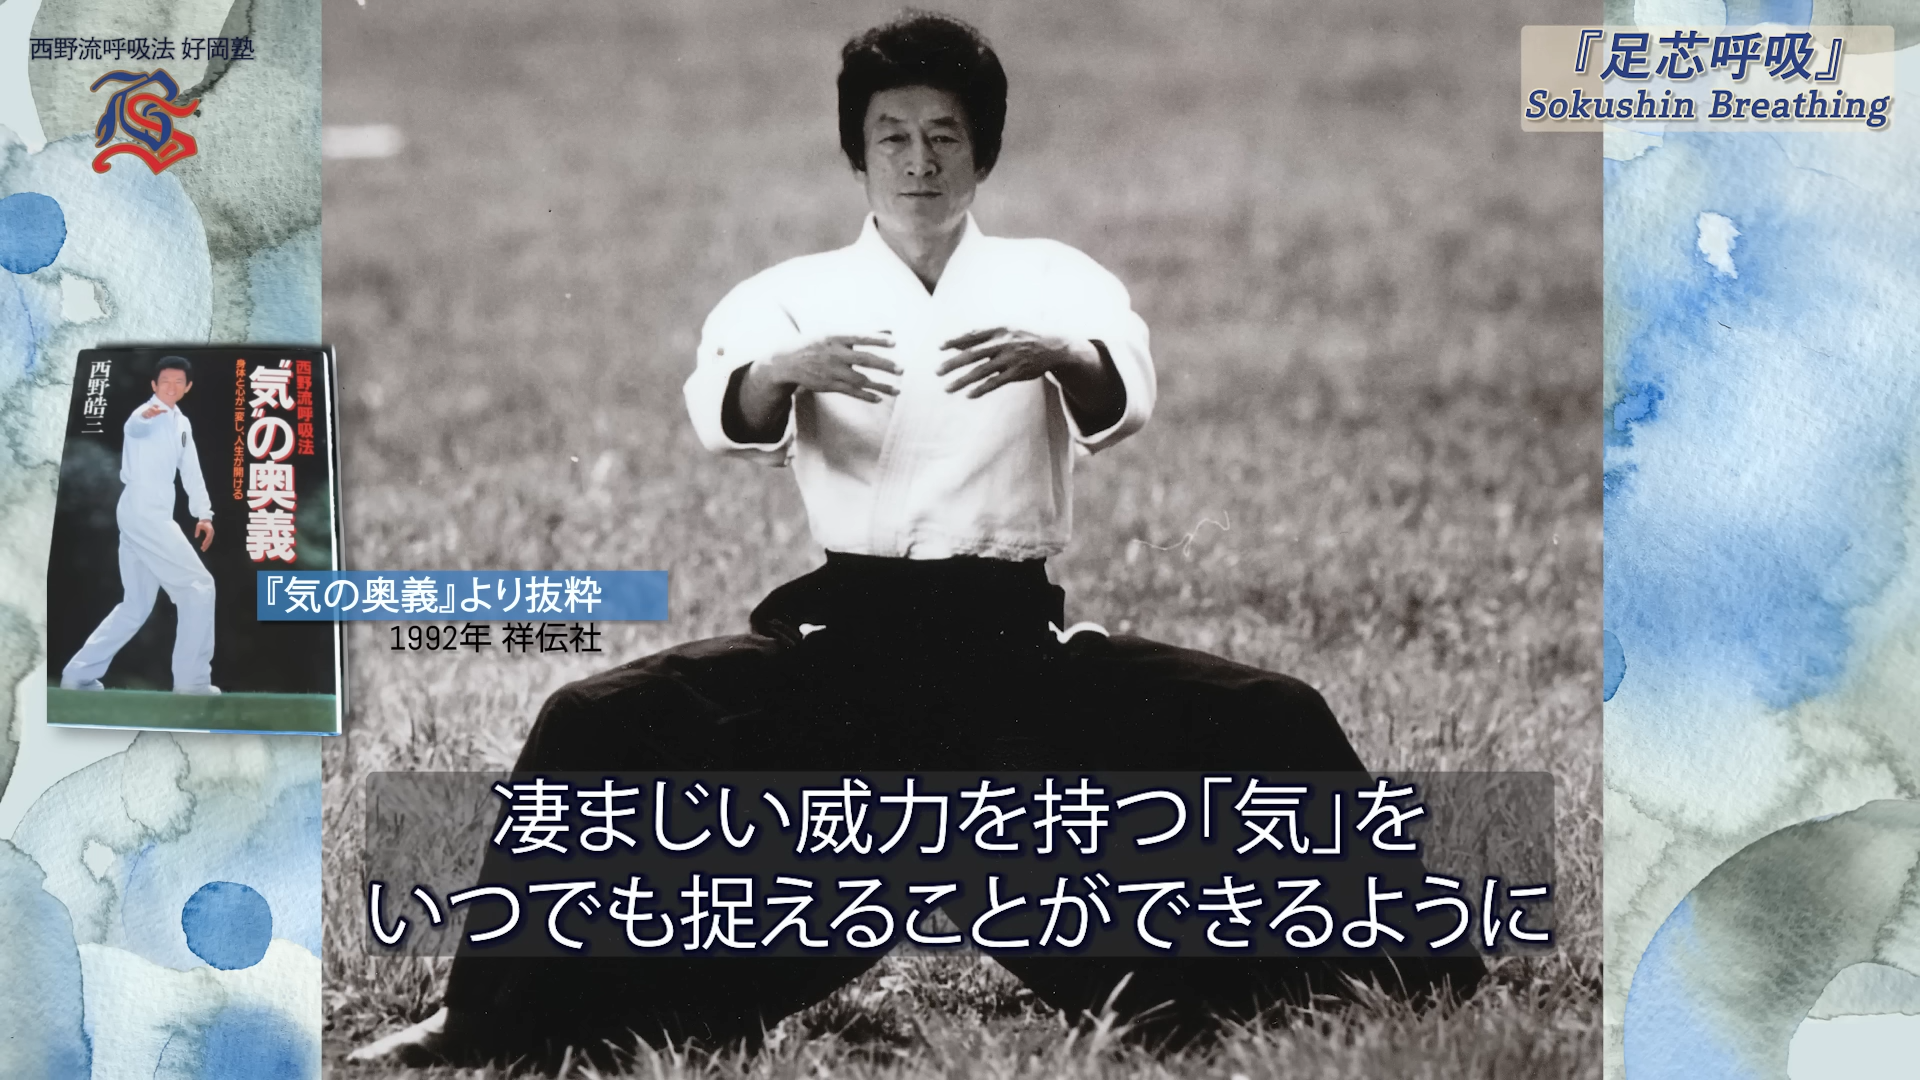 西野流呼吸法 好岡塾
『足芯呼吸』
Sokushin Breathing
西野流呼吸法
"気"の奥義
身体と心が一変し、人生が開ける
西野皓三
『気の奥義』より抜粋
1992年 祥伝社
凄まじい威力を持つ「気」を
いつでも捉えることができるように